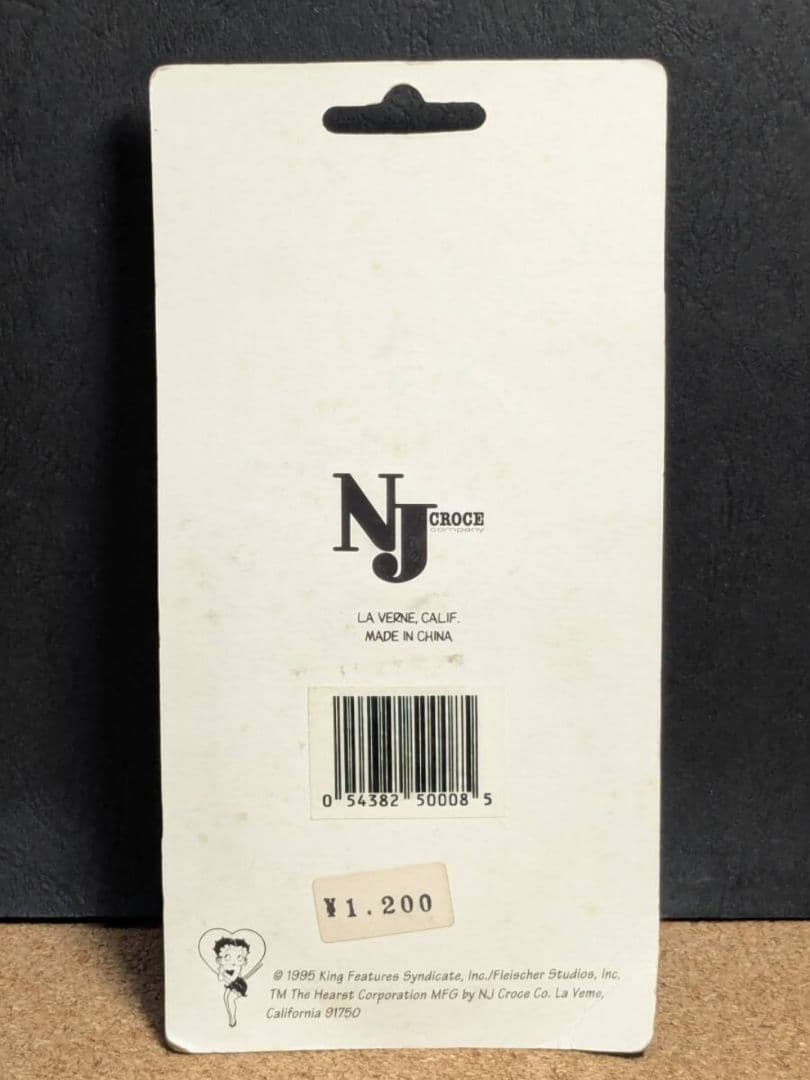 NJ CROCE
company
LA VERNE, CALIF.
MADE IN CHINA
0 54382 50008 5
¥1.200
© 1995 King Features Syndicate, Inc./Fleischer Studios, Inc.
TM The Hearst Corporation MFG by NJ Croce Co. La Verne,
California 91750